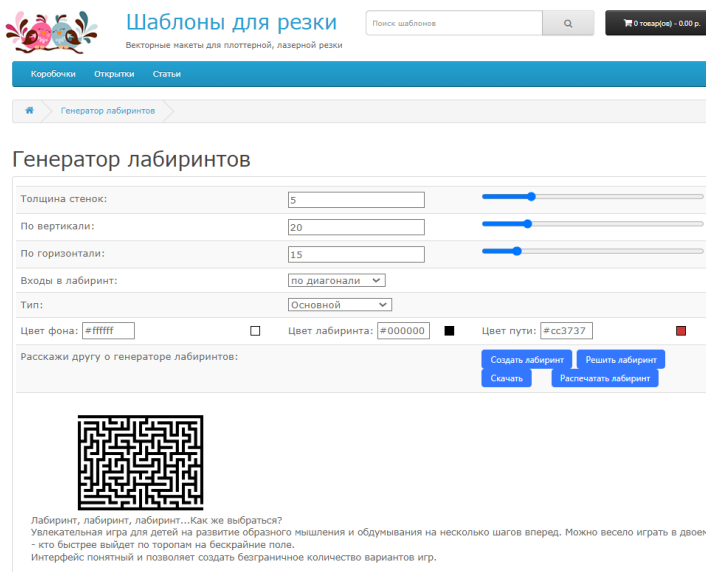 Шаблоны для резки
Векторные макеты для плоттерной, лазерной резки
Поиск шаблонов
0 товар(ов) - 0.00 р.
Коробочки Открытки Статьи
Генератор лабиринтов
Генератор лабиринтов
Толщина стенок: 5
По вертикали: 20
По горизонтали: 15
Входы в лабиринт: по диагонали
Тип: Основной
Цвет фона: #ffffff Цвет лабиринта: #000000 Цвет пути: #cc3737
Расскажи другу о генераторе лабиринтов: Создать лабиринт Решить лабиринт
Скачать Распечатать лабиринт
Лабиринт, лабиринт, лабиринт...Как же выбраться?
Увлекательная игра для детей на развитие образного мышления и обдумывания на несколько шагов вперед. Можно весело играть в двоем
- кто быстрее выйдет по торопам на бескрайние поле.
Интерфейс понятный и позволяет создать безграничное количество вариантов игр.